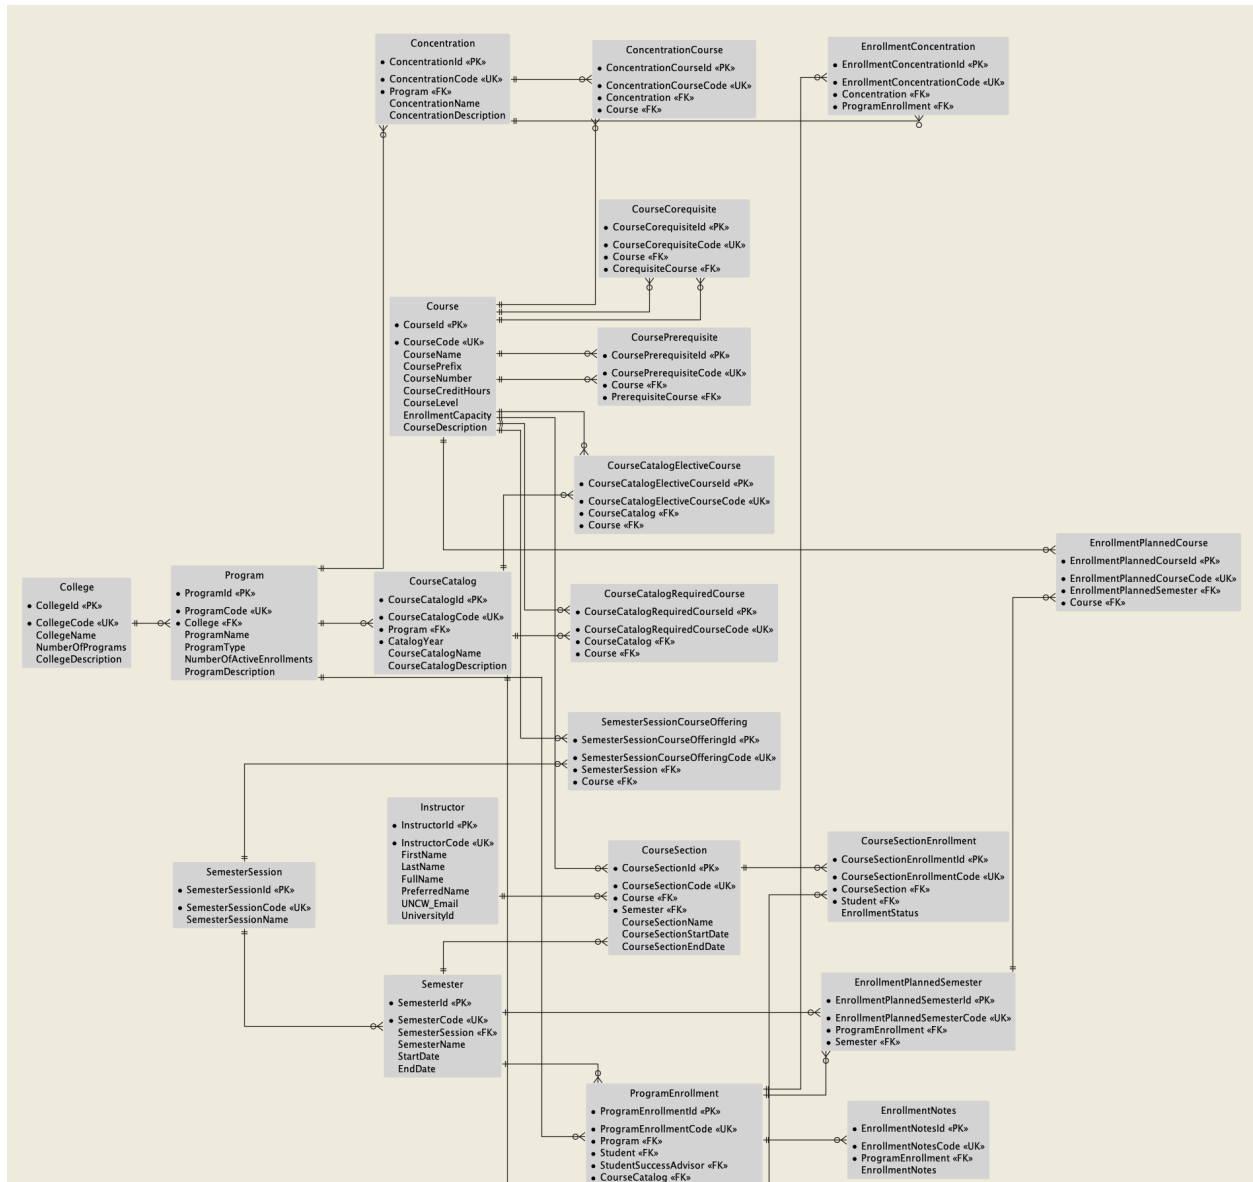 Concentration
• ConcentrationId «PK»
• ConcentrationCode «UK»
• Program «FK»
ConcentrationName
ConcentrationDescription
ConcentrationCourse
• ConcentrationCourseId «PK»
• ConcentrationCourseCode «UK»
• Concentration «FK»
• Course «FK»
EnrollmentConcentration
• EnrollmentConcentrationId «PK»
• EnrollmentConcentrationCode «UK»
• Concentration «FK»
• ProgramEnrollment «FK»
CourseCorequisite
• CourseCorequisiteId «PK»
• CourseCorequisiteCode «UK»
• Course «FK»
• CorequisiteCourse «FK»
Course
• CourseId «PK»
• CourseCode «UK»
CourseName
CoursePrefix
CourseNumber
CourseCreditHours
CourseLevel
EnrollmentCapacity
CourseDescription
CoursePrerequisite
• CoursePrerequisiteId «PK»
• CoursePrerequisiteCode «UK»
• Course «FK»
• PrerequisiteCourse «FK»
CourseCatalogElectiveCourse
• CourseCatalogElectiveCourseId «PK»
• CourseCatalogElectiveCourseCode «UK»
• CourseCatalog «FK»
• Course «FK»
EnrollmentPlannedCourse
• EnrollmentPlannedCourseId «PK»
• EnrollmentPlannedCourseCode «UK»
• EnrollmentPlannedSemester «FK»
• Course «FK»
College
• CollegeId «PK»
• CollegeCode «UK»
CollegeName
NumberOfPrograms
CollegeDescription
Program
• ProgramId «PK»
• ProgramCode «UK»
• College «FK»
ProgramName
ProgramType
NumberOfActiveEnrollments
ProgramDescription
CourseCatalog
• CourseCatalogId «PK»
• CourseCatalogCode «UK»
• Program «FK»
• CatalogYear
CourseCatalogName
CourseCatalogDescription
CourseCatalogRequiredCourse
• CourseCatalogRequiredCourseId «PK»
• CourseCatalogRequiredCourseCode «UK»
• CourseCatalog «FK»
• Course «FK»
SemesterSessionCourseOffering
• SemesterSessionCourseOfferingId «PK»
• SemesterSessionCourseOfferingCode «UK»
• SemesterSession «FK»
• Course «FK»
Instructor
• InstructorId «PK»
• InstructorCode «UK»
FirstName
LastName
FullName
PreferredName
UNCW_Email
UniversityId
SemesterSession
• SemesterSessionId «PK»
• SemesterSessionCode «UK»
SemesterSessionName
CourseSection
• CourseSectionId «PK»
• CourseSectionCode «UK»
• Course «FK»
• Semester «FK»
CourseSectionName
CourseSectionStartDate
CourseSectionEndDate
CourseSectionEnrollment
• CourseSectionEnrollmentId «PK»
• CourseSectionEnrollmentCode «UK»
• CourseSection «FK»
• Student «FK»
EnrollmentStatus
Semester
• SemesterId «PK»
• SemesterCode «UK»
SemesterSession «FK»
SemesterName
StartDate
EndDate
EnrollmentPlannedSemester
• EnrollmentPlannedSemesterId «PK»
• EnrollmentPlannedSemesterCode «UK»
• ProgramEnrollment «FK»
• Semester «FK»
ProgramEnrollment
• ProgramEnrollmentId «PK»
• ProgramEnrollmentCode «UK»
• Program «FK»
• Student «FK»
• StudentSuccessAdvisor «FK»
• CourseCatalog «FK»
EnrollmentNotes
• EnrollmentNotesId «PK»
• EnrollmentNotesCode «UK»
• ProgramEnrollment «FK»
EnrollmentNotes